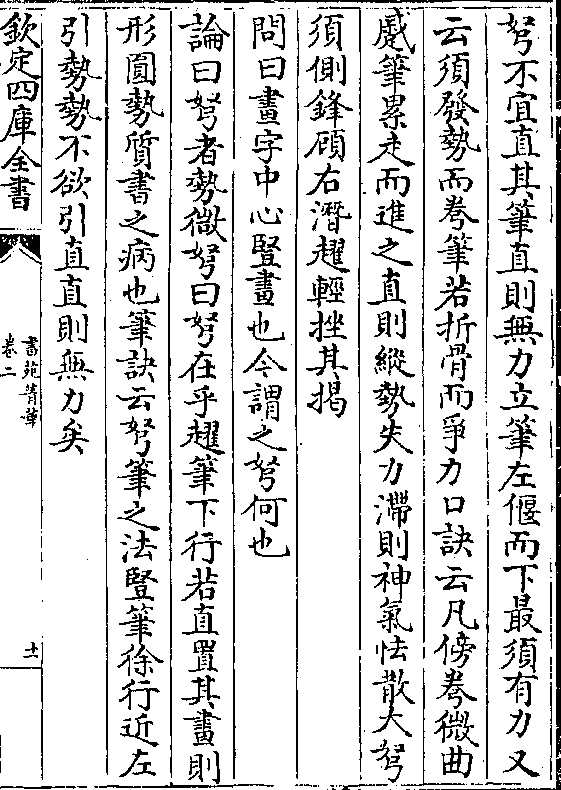 努不宜直其筆直則無力立筆左偃而下最須有力又
云須發勢而卷筆若折骨而爭力口訣云凡傍卷微曲
蹙筆累走而進之直則縱勢失力滯則神氣怯散大努
須側鋒顧右潛趯輕挫其揭
問曰畫字中心豎畫也今謂之努何也
論曰努者勢微努曰努在乎趯筆下行若直置其畫則
形圓勢質書之病也筆訣云努筆之法豎筆徐行近左
引勢勢不欲引直直則無力矣
欽定四庫全書
書苑菁華
卷二
十一